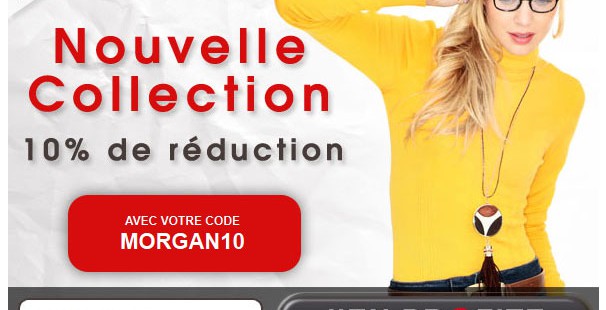 Nouvelle
Collection
10% de réduction
AVEC VOTRE CODE
MORGAN10